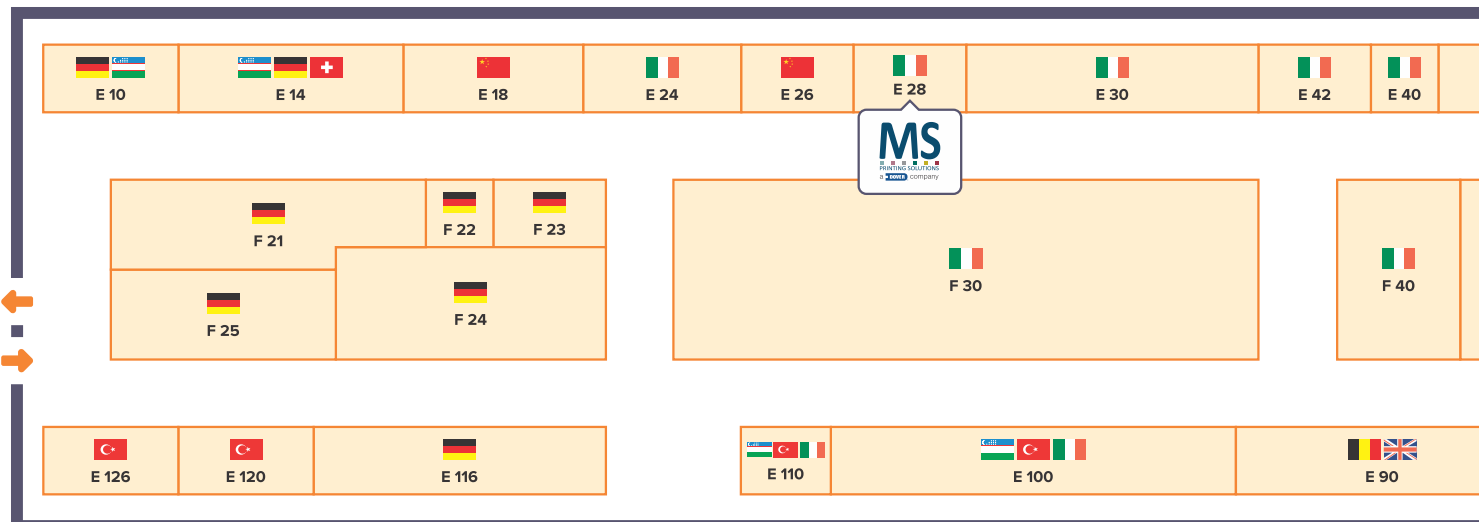 E 10
E 14
E 18
E 24
E 26
E 28
E 30
E 42
E 40
MS
PRINTING SOLUTIONS
a DOVER company
F 21
F 22
F 23
F 25
F 24
F 30
F 40
E 126
E 120
E 116
E 110
E 100
E 90